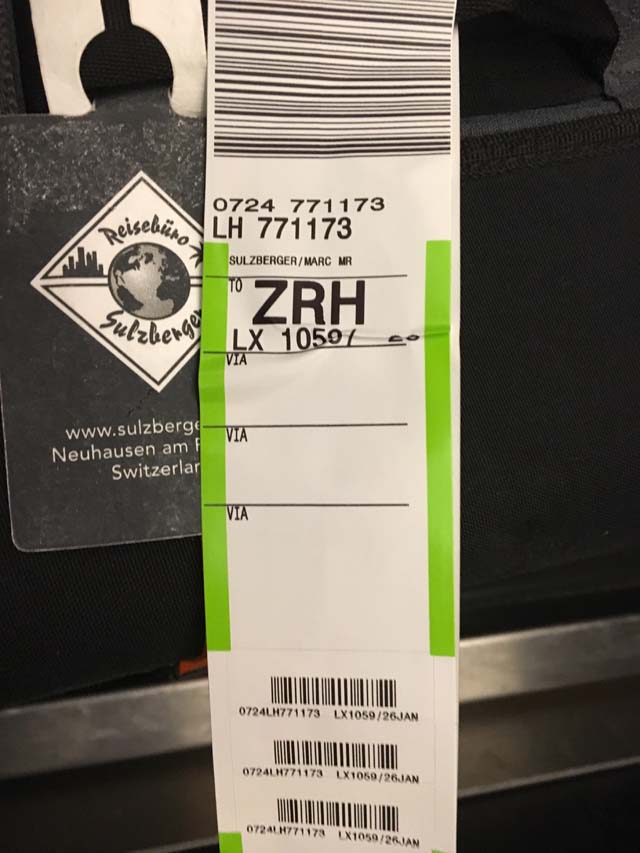 Reisebüro
Sulzberger
www.sulzberge
Neuhausen am
Switzerlan
0724 771173
LH 771173
SULZBERGER/MARC MR
TO
ZRH
LX 1059/
VIA
VIA
VIA
0724LH771173 LX1059/26JAN
0724LH771173 LX1059/26JAN
0724LH771173 LX1059/26JAN